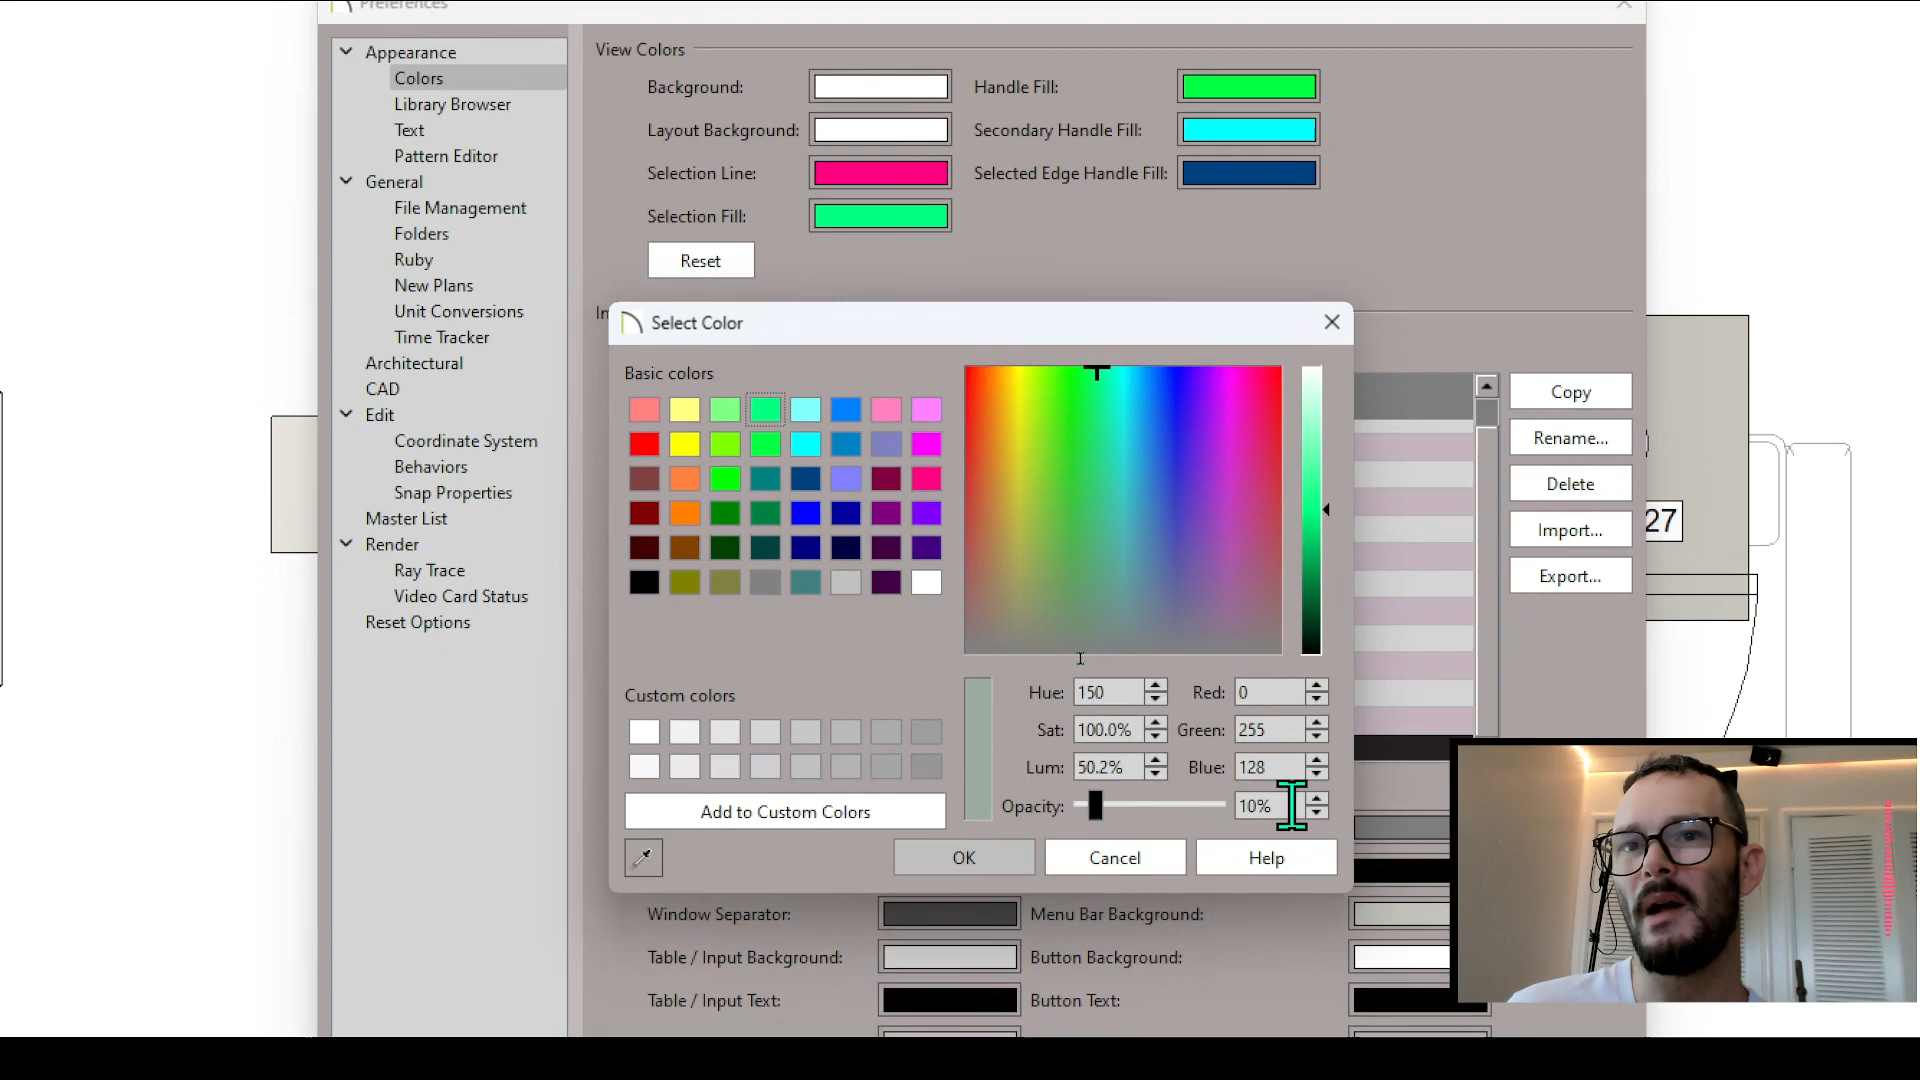 Preferences
Appearance
Colors
Library Browser
Text
Pattern Editor
General
File Management
Folders
Ruby
New Plans
Unit Conversions
Time Tracker
Architectural
CAD
Edit
Coordinate System
Behaviors
Snap Properties
Master List
Render
Ray Trace
Video Card Status
Reset Options
View Colors
Background:
Handle Fill:
Layout Background:
Secondary Handle Fill:
Selection Line:
Selected Edge Handle Fill:
Selection Fill:
Reset
Select Color
Basic colors
Custom colors
Add to Custom Colors
Hue: 150 Red: 0
Sat: 100.0% Green: 255
Lum: 50.2% Blue: 128
Opacity: 10%
OK
Cancel
Help
Copy
Rename...
Delete
Import...
Export...
27
Window Separator:
Menu Bar Background:
Table / Input Background:
Button Background:
Table / Input Text:
Button Text: